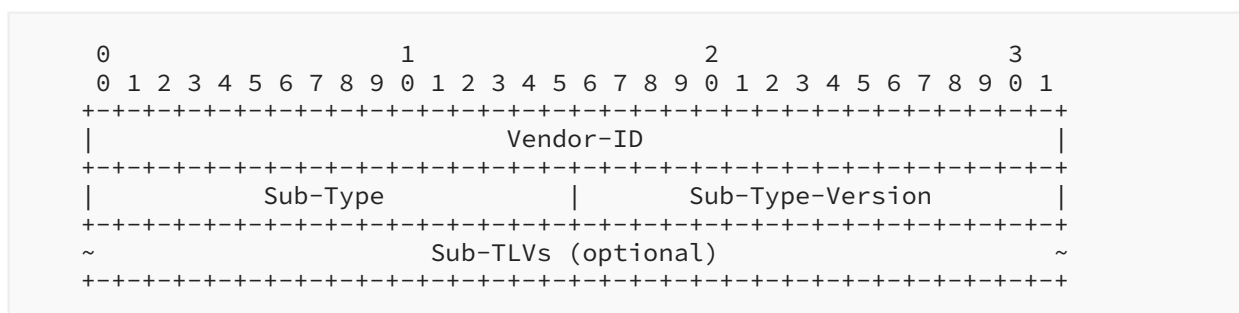 0                   1                   2                   3
 0 1 2 3 4 5 6 7 8 9 0 1 2 3 4 5 6 7 8 9 0 1 2 3 4 5 6 7 8 9 0 1
+-+-+-+-+-+-+-+-+-+-+-+-+-+-+-+-+-+-+-+-+-+-+-+-+-+-+-+-+-+-+-+-+
|                           Vendor-ID                           |
+-+-+-+-+-+-+-+-+-+-+-+-+-+-+-+-+-+-+-+-+-+-+-+-+-+-+-+-+-+-+-+-+
|           Sub-Type            |       Sub-Type-Version        |
+-+-+-+-+-+-+-+-+-+-+-+-+-+-+-+-+-+-+-+-+-+-+-+-+-+-+-+-+-+-+-+-+
~                      Sub-TLVs (optional)                      ~
+-+-+-+-+-+-+-+-+-+-+-+-+-+-+-+-+-+-+-+-+-+-+-+-+-+-+-+-+-+-+-+-+